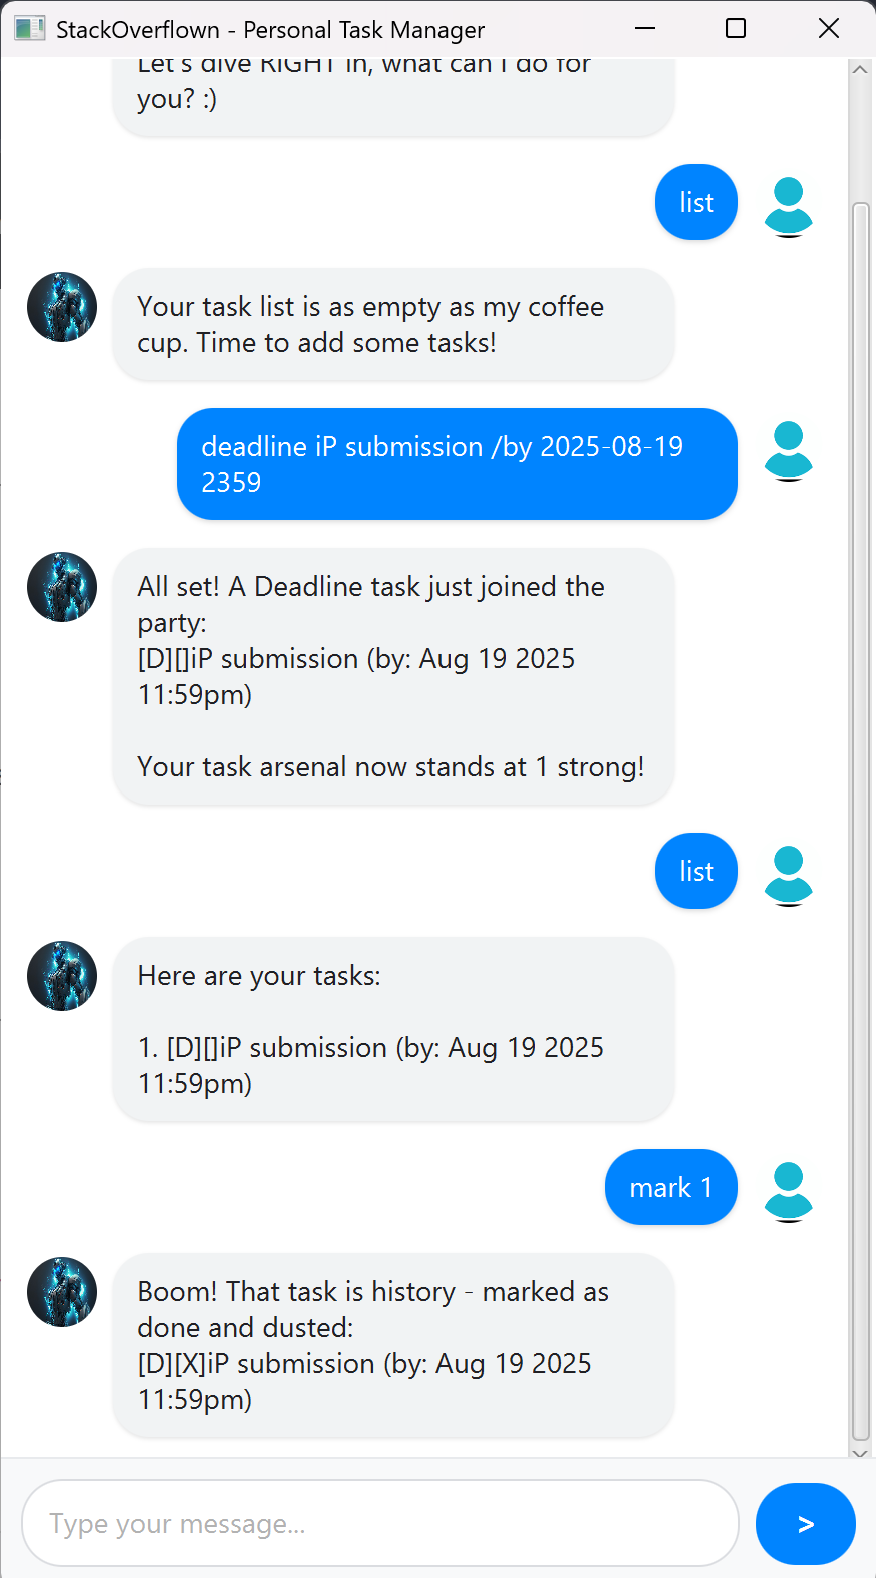 StackOverflown - Personal Task Manager
Let's dive RIGHT in, what can I do for
you? :)
list
Your task list is as empty as my coffee
cup. Time to add some tasks!
deadline iP submission /by 2025-08-19
2359
All set! A Deadline task just joined the
party:
[D][]iP submission (by: Aug 19 2025
11:59pm)
Your task arsenal now stands at 1 strong!
list
Here are your tasks:
1. [D][]iP submission (by: Aug 19 2025
11:59pm)
mark 1
Boom! That task is history - marked as
done and dusted:
[D][X]iP submission (by: Aug 19 2025
11:59pm)
Type your message...
>